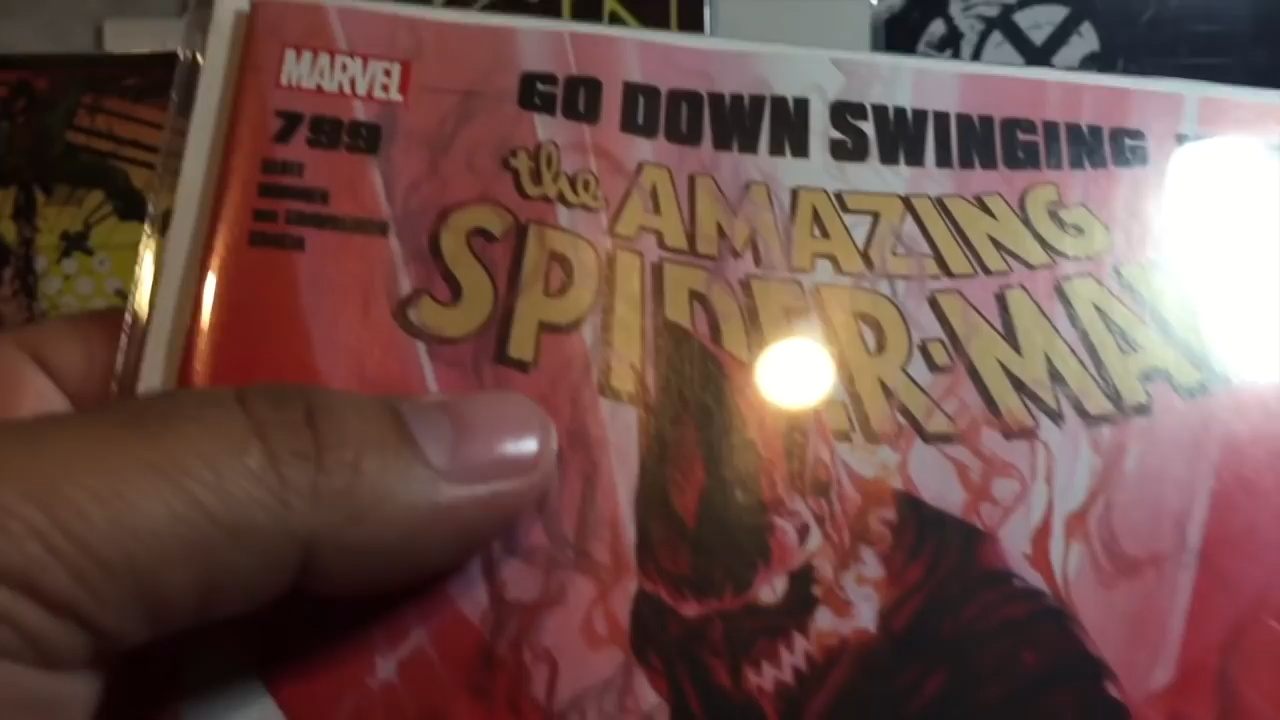 MARVEL
799
GO DOWN SWINGING
the AMAZING
SPIDER-MA